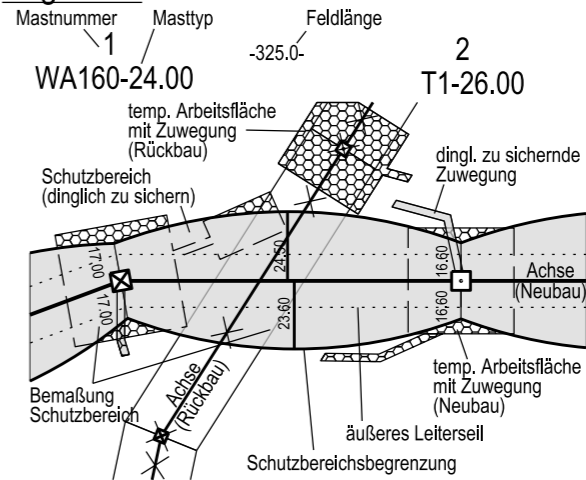 Mastnummer
Masttyp
Feldlänge
1
WA160-24.00
-325.0-
2
T1-26.00
temp. Arbeitsfläche
mit Zuwegung
(Rückbau)
dingl. zu sichernde
Zuwegung
Schutzbereich
(dinglich zu sichern)
17,00
17,00
24.50
23.60
16.60
16.60
Achse
(Neubau)
Bemaßung
Schutzbereich
Achse
(Rückbau)
temp. Arbeitsfläche
mit Zuwegung
(Neubau)
äußeres Leiterseil
Schutzbereichsbegrenzung